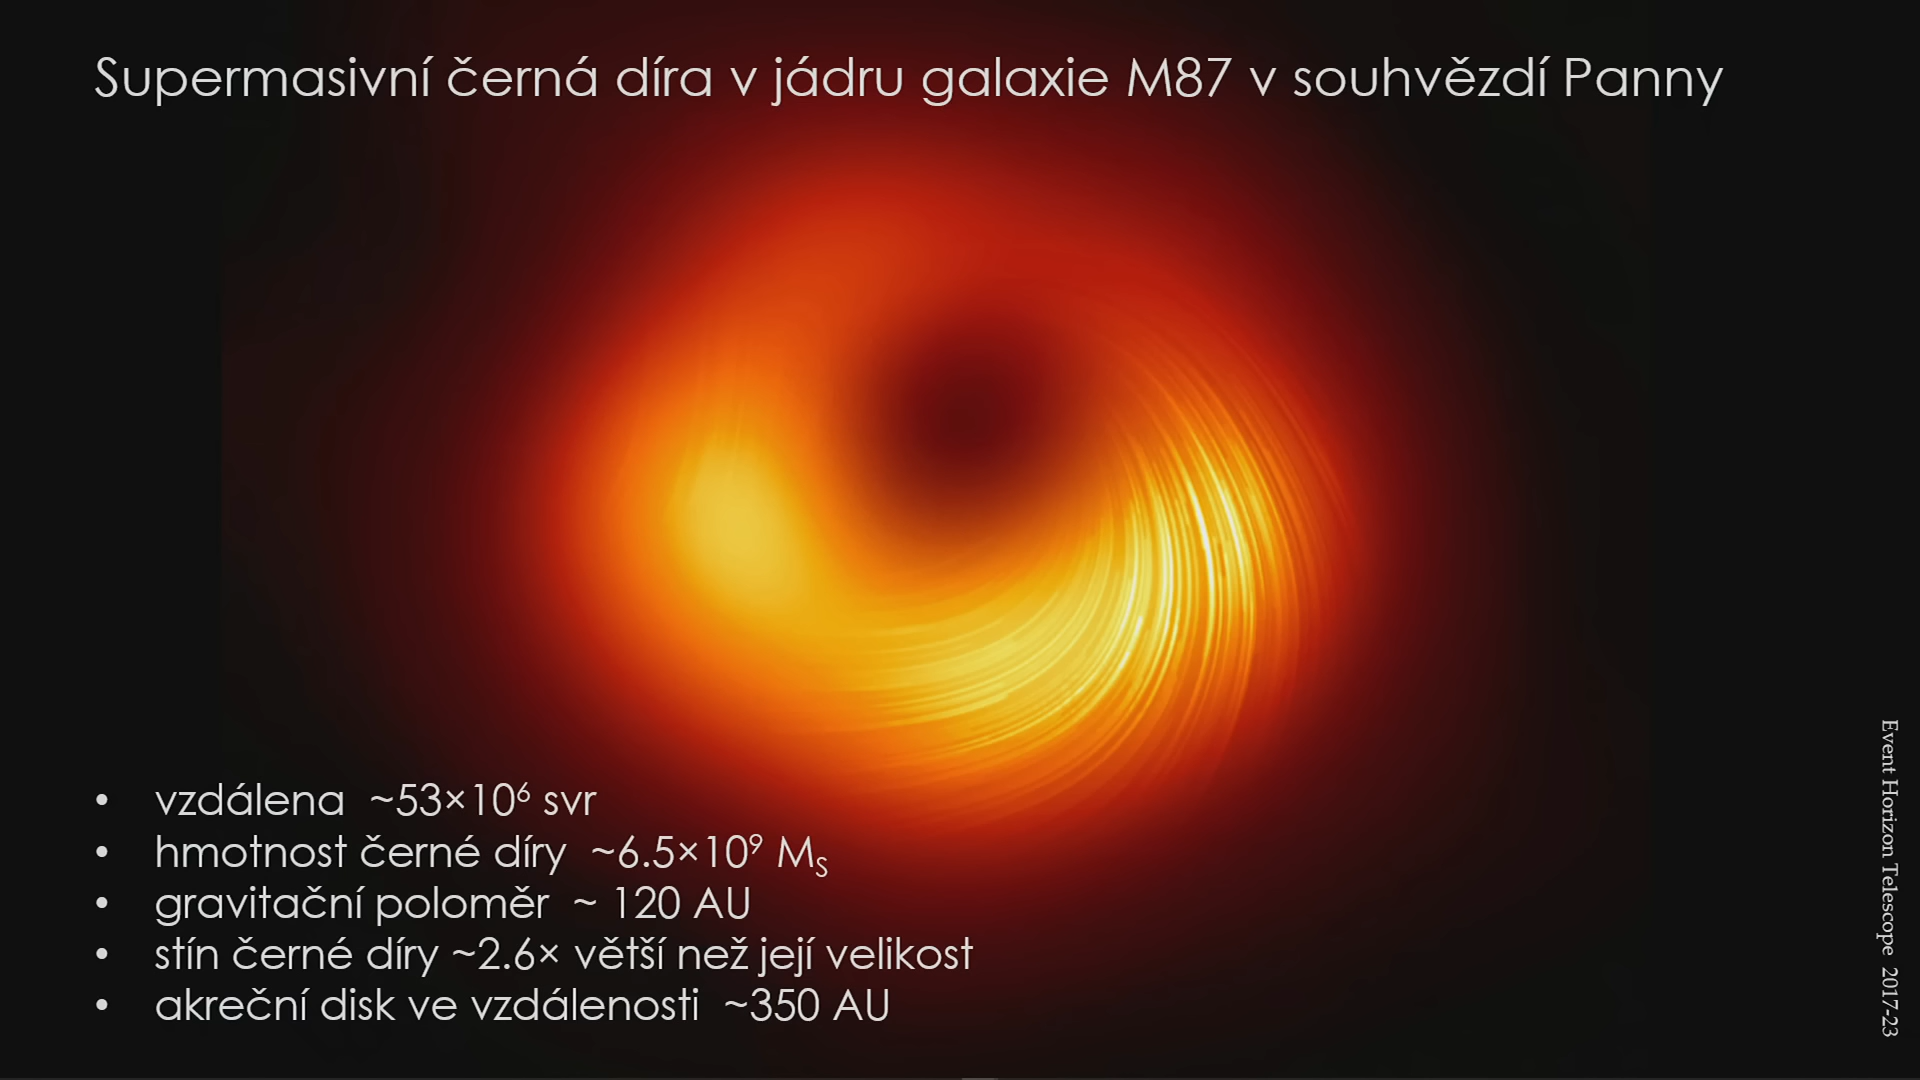 Supermasivní černá díra v jádru galaxie M87 v souhvězdí Panny
• vzdálena ~53×10⁶ svr
• hmotnost černé díry ~6.5×10⁹ Mₛ
• gravitační poloměr ~ 120 AU
• stín černé díry ~2.6× větší než její velikost
• akreční disk ve vzdálenosti ~350 AU
Event Horizon Telescope 2017-23